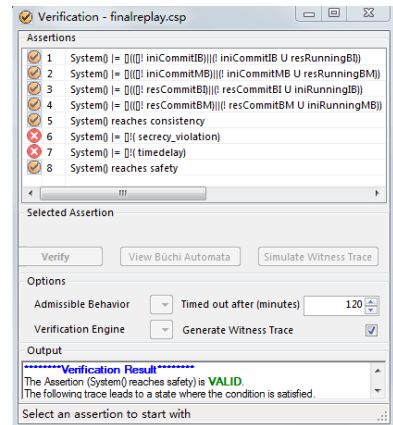 Verification - finalreplay.csp
Assertions
1 System() |= [](([]! iniCommitIB)||(! iniCommitIB U resRunningBI))
2 System() |= [](([]! iniCommitMB)||(! iniCommitMB U resRunningBM))
3 System() |= [](([]! resCommitBI)||(! resCommitBI U iniRunningIB))
4 System() |= [](([]! resCommitBM)||(! resCommitBM U iniRunningMB))
5 System() reaches consistency
6 System() |= []!( secrecy_violation)
7 System() |= []!( timedelay)
8 System() reaches safety
Selected Assertion
Verify View Büchi Automata Simulate Witness Trace
Options
Admissible Behavior Timed out after (minutes) 120
Verification Engine Generate Witness Trace
Output
********Verification Result********
The Assertion (System() reaches safety) is VALID.
The following trace leads to a state where the condition is satisfied.
Select an assertion to start with